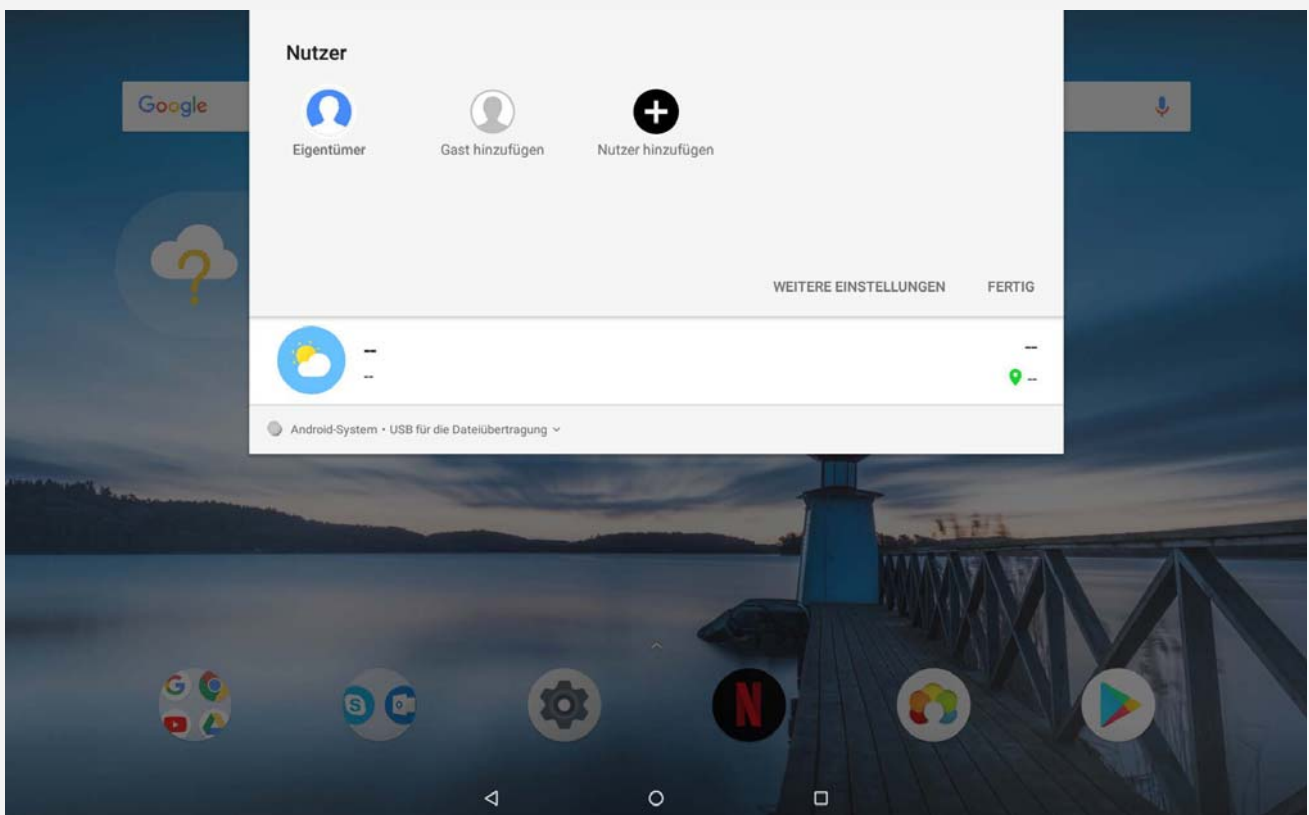 Nutzer
Google
Eigentümer
Gast hinzufügen
Nutzer hinzufügen
WEITERE EINSTELLUNGEN
FERTIG
--
--
--
--
Android-System • USB für die Dateiübertragung
G
S
N